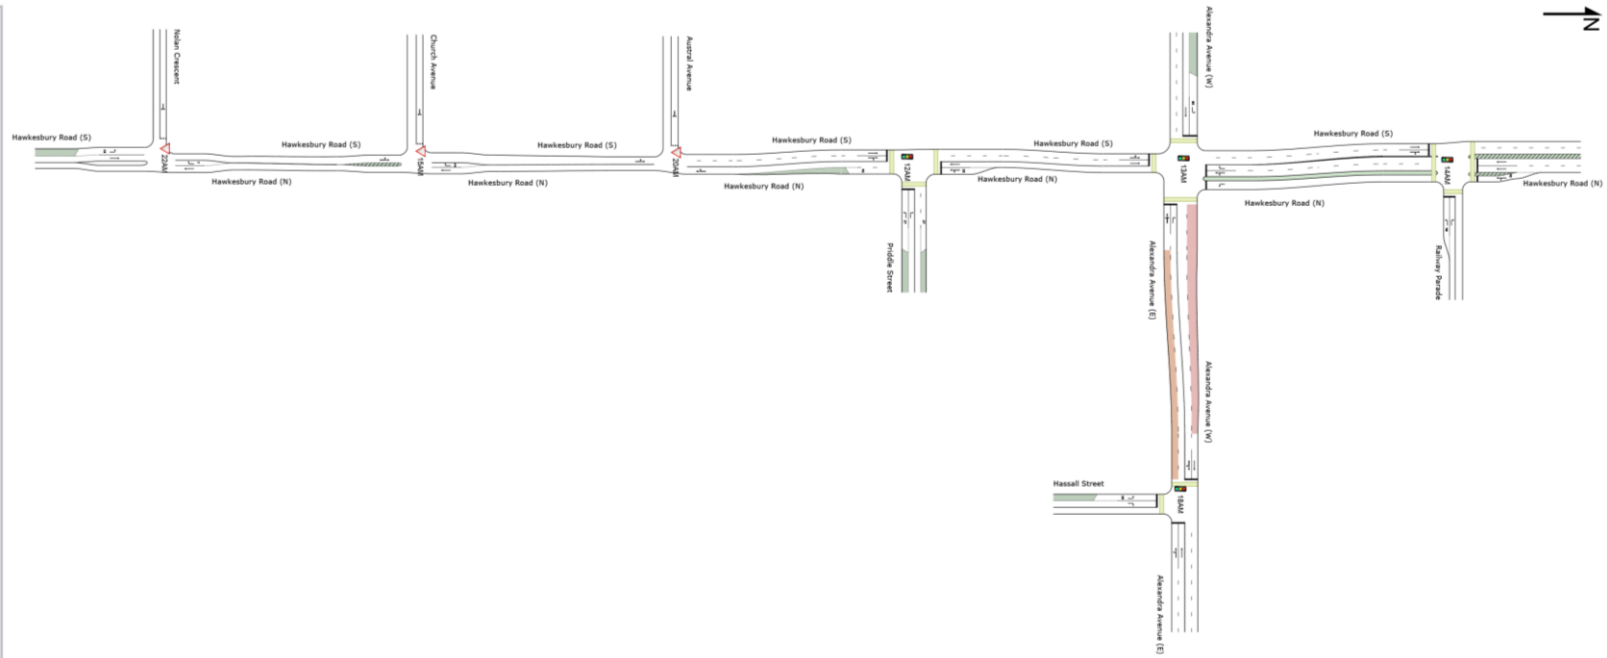 N
Alexandra Avenue (W)
Nolan Crescent
Church Avenue
Austral Avenue
Hawkesbury Road (S)
Hawkesbury Road (S)
Hawkesbury Road (S)
Hawkesbury Road (S)
Hawkesbury Road (S)
Hawkesbury Road (S)
22AM
15AM
20AM
12AM
13AM
14AM
Hawkesbury Road (N)
Hawkesbury Road (N)
Hawkesbury Road (N)
Hawkesbury Road (N)
Hawkesbury Road (N)
Hawkesbury Road (N)
Priddle Street
Alexandra Avenue (E)
Railway Parade
Alexandra Avenue (W)
Hassall Street
18AM
Alexandra Avenue (E)